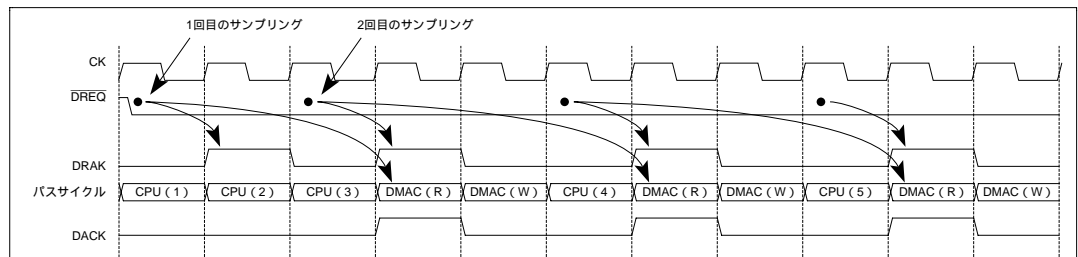 1回目のサンプリング 2回目のサンプリング
CK
DREQ
DRAK
バスサイクル CPU(1) CPU(2) CPU(3) DMAC(R) DMAC(W) CPU(4) DMAC(R) DMAC(W) CPU(5) DMAC(R) DMAC(W)
DACK